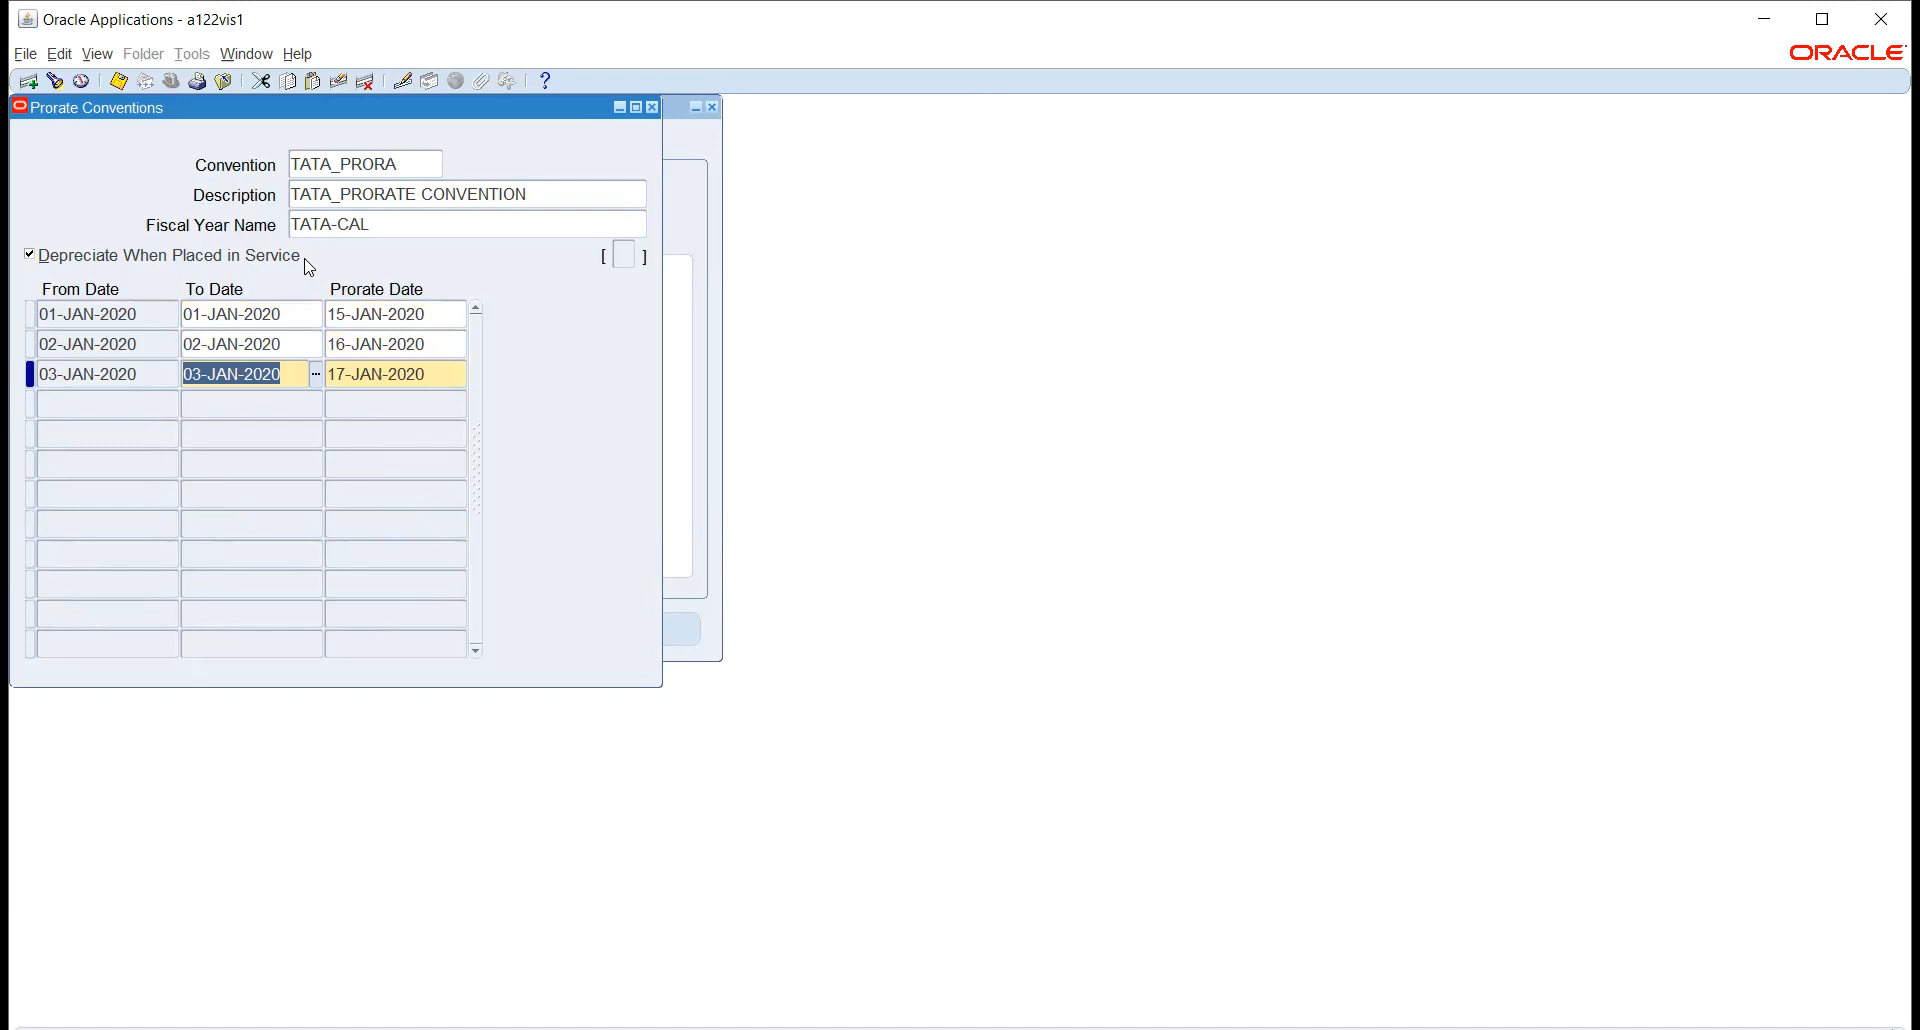 Oracle Applications - a122vis1
File Edit View Folder Tools Window Help
ORACLE
Prorate Conventions
Convention TATA_PRORA
Description TATA_PRORATE CONVENTION
Fiscal Year Name TATA-CAL
Depreciate When Placed in Service [ ]
From Date To Date Prorate Date
01-JAN-2020 01-JAN-2020 15-JAN-2020
02-JAN-2020 02-JAN-2020 16-JAN-2020
03-JAN-2020 03-JAN-2020 ... 17-JAN-2020